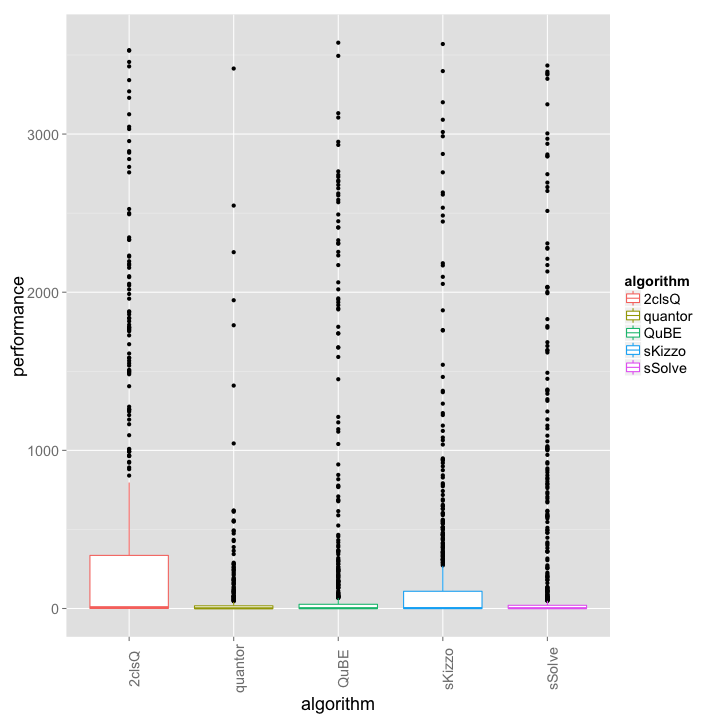 performance
3000
2000
1000
0
2clsQ
quantor
QuBE
sKizzo
sSolve
algorithm
algorithm
2clsQ
quantor
QuBE
sKizzo
sSolve